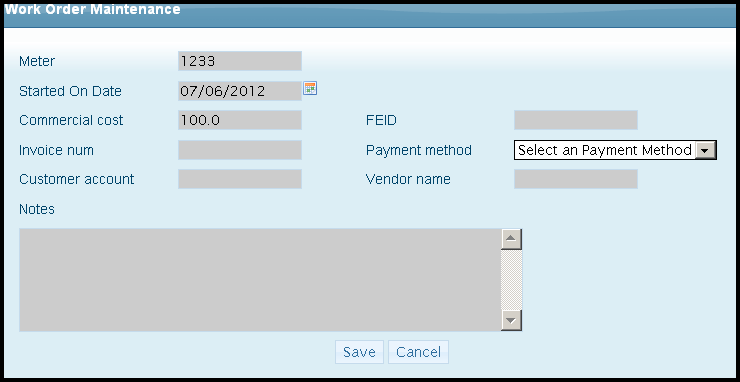 Work Order Maintenance
Meter 1233
Started On Date 07/06/2012
Commercial cost 100.0 FEID
Invoice num Payment method Select an Payment Method
Customer account Vendor name
Notes
Save Cancel